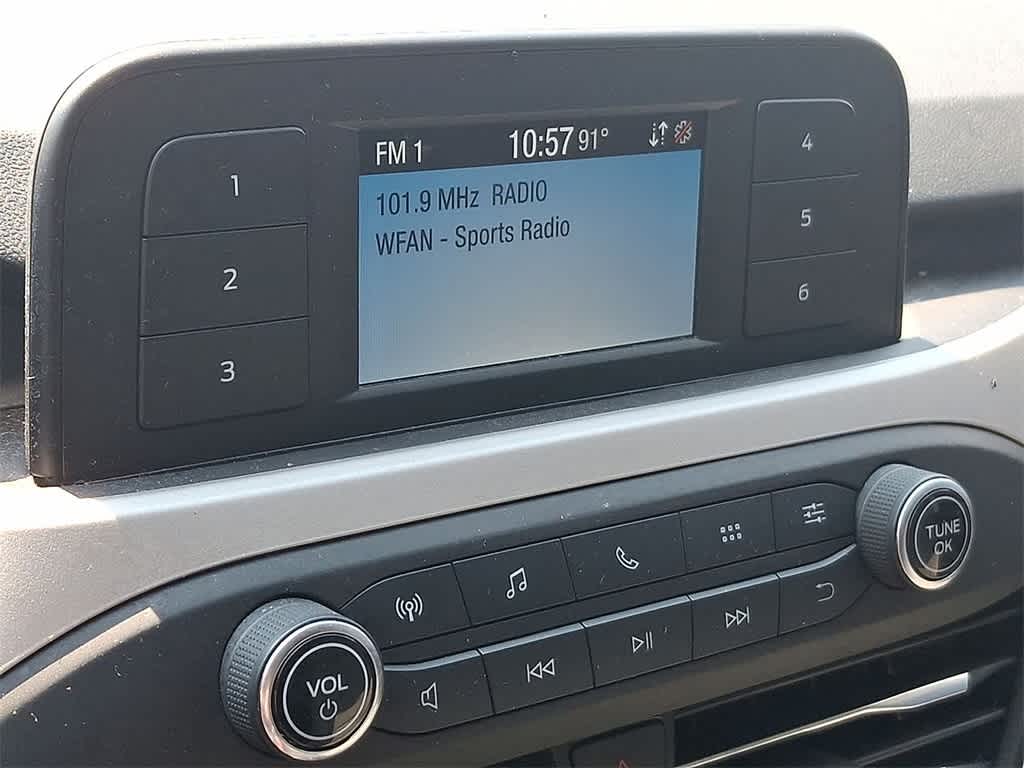 FM 1 10:57 91°
101.9 MHz RADIO
WFAN - Sports Radio
1
2
3
4
5
6
VOL
TUNE
OK